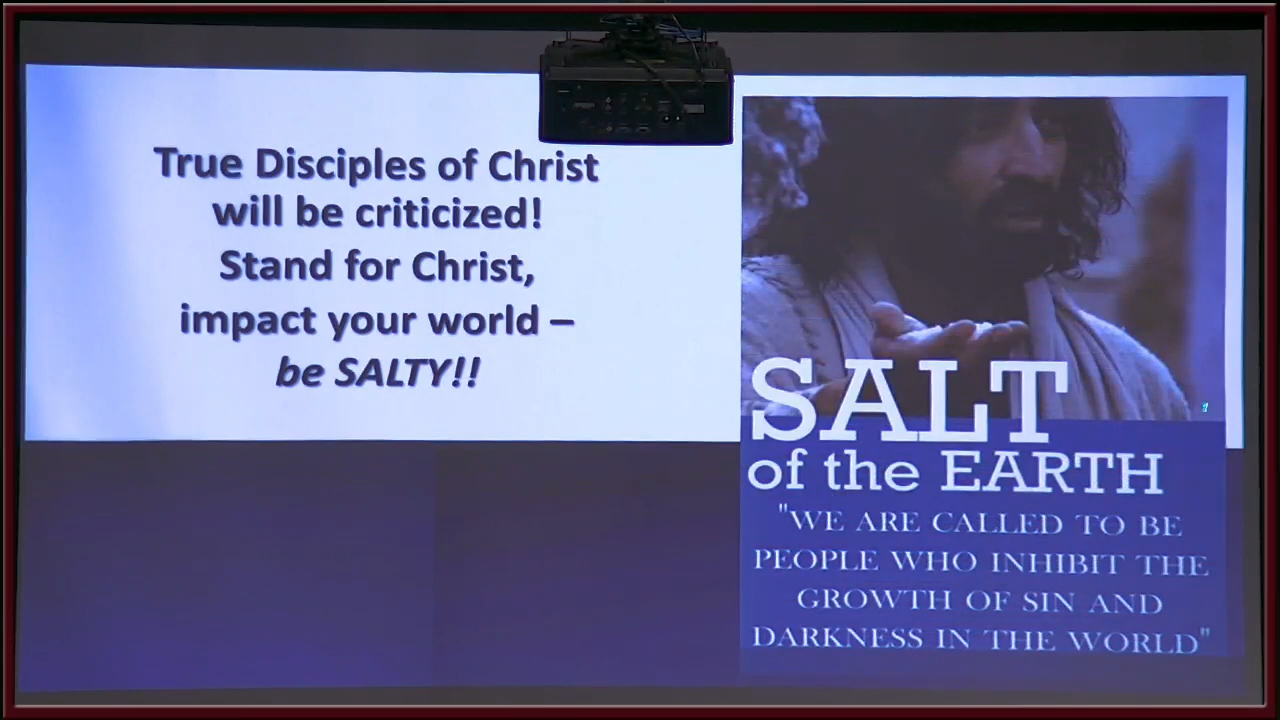 True Disciples of Christ
will be criticized!
Stand for Christ,
impact your world –
be SALTY!!
SALT
of the EARTH
"WE ARE CALLED TO BE
PEOPLE WHO INHIBIT THE
GROWTH OF SIN AND
DARKNESS IN THE WORLD"